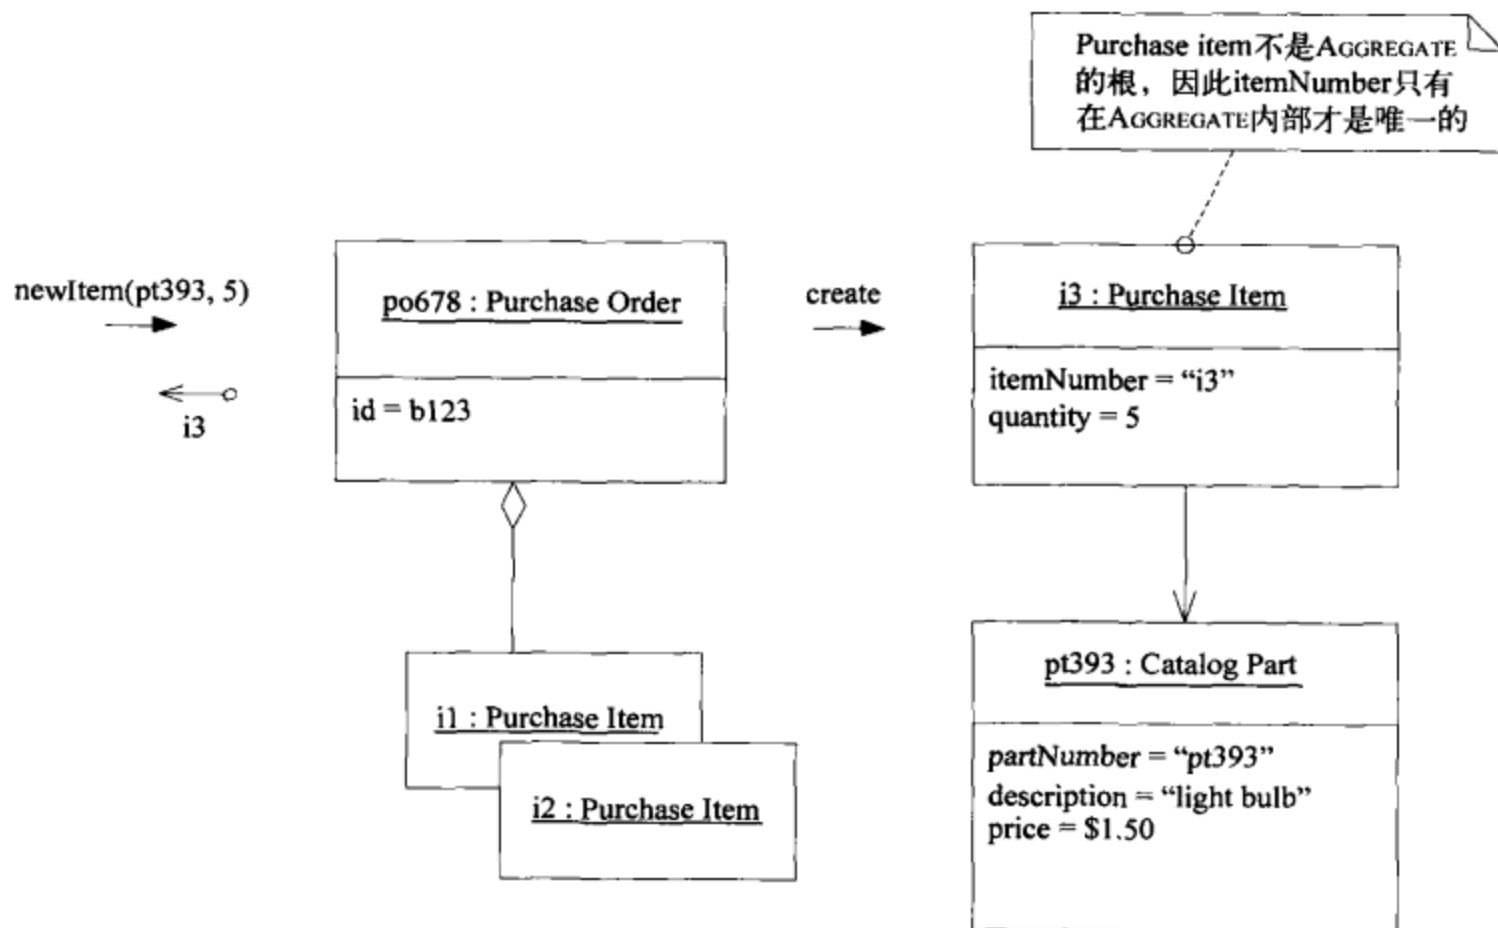 Purchase item不是AGGREGATE
的根，因此itemNumber只有
在AGGREGATE内部才是唯一的
newItem(pt393, 5)
i3
po678 : Purchase Order
id = b123
create
i3 : Purchase Item
itemNumber = “i3”
quantity = 5
i1 : Purchase Item
i2 : Purchase Item
pt393 : Catalog Part
partNumber = “pt393”
description = “light bulb”
price = $1.50